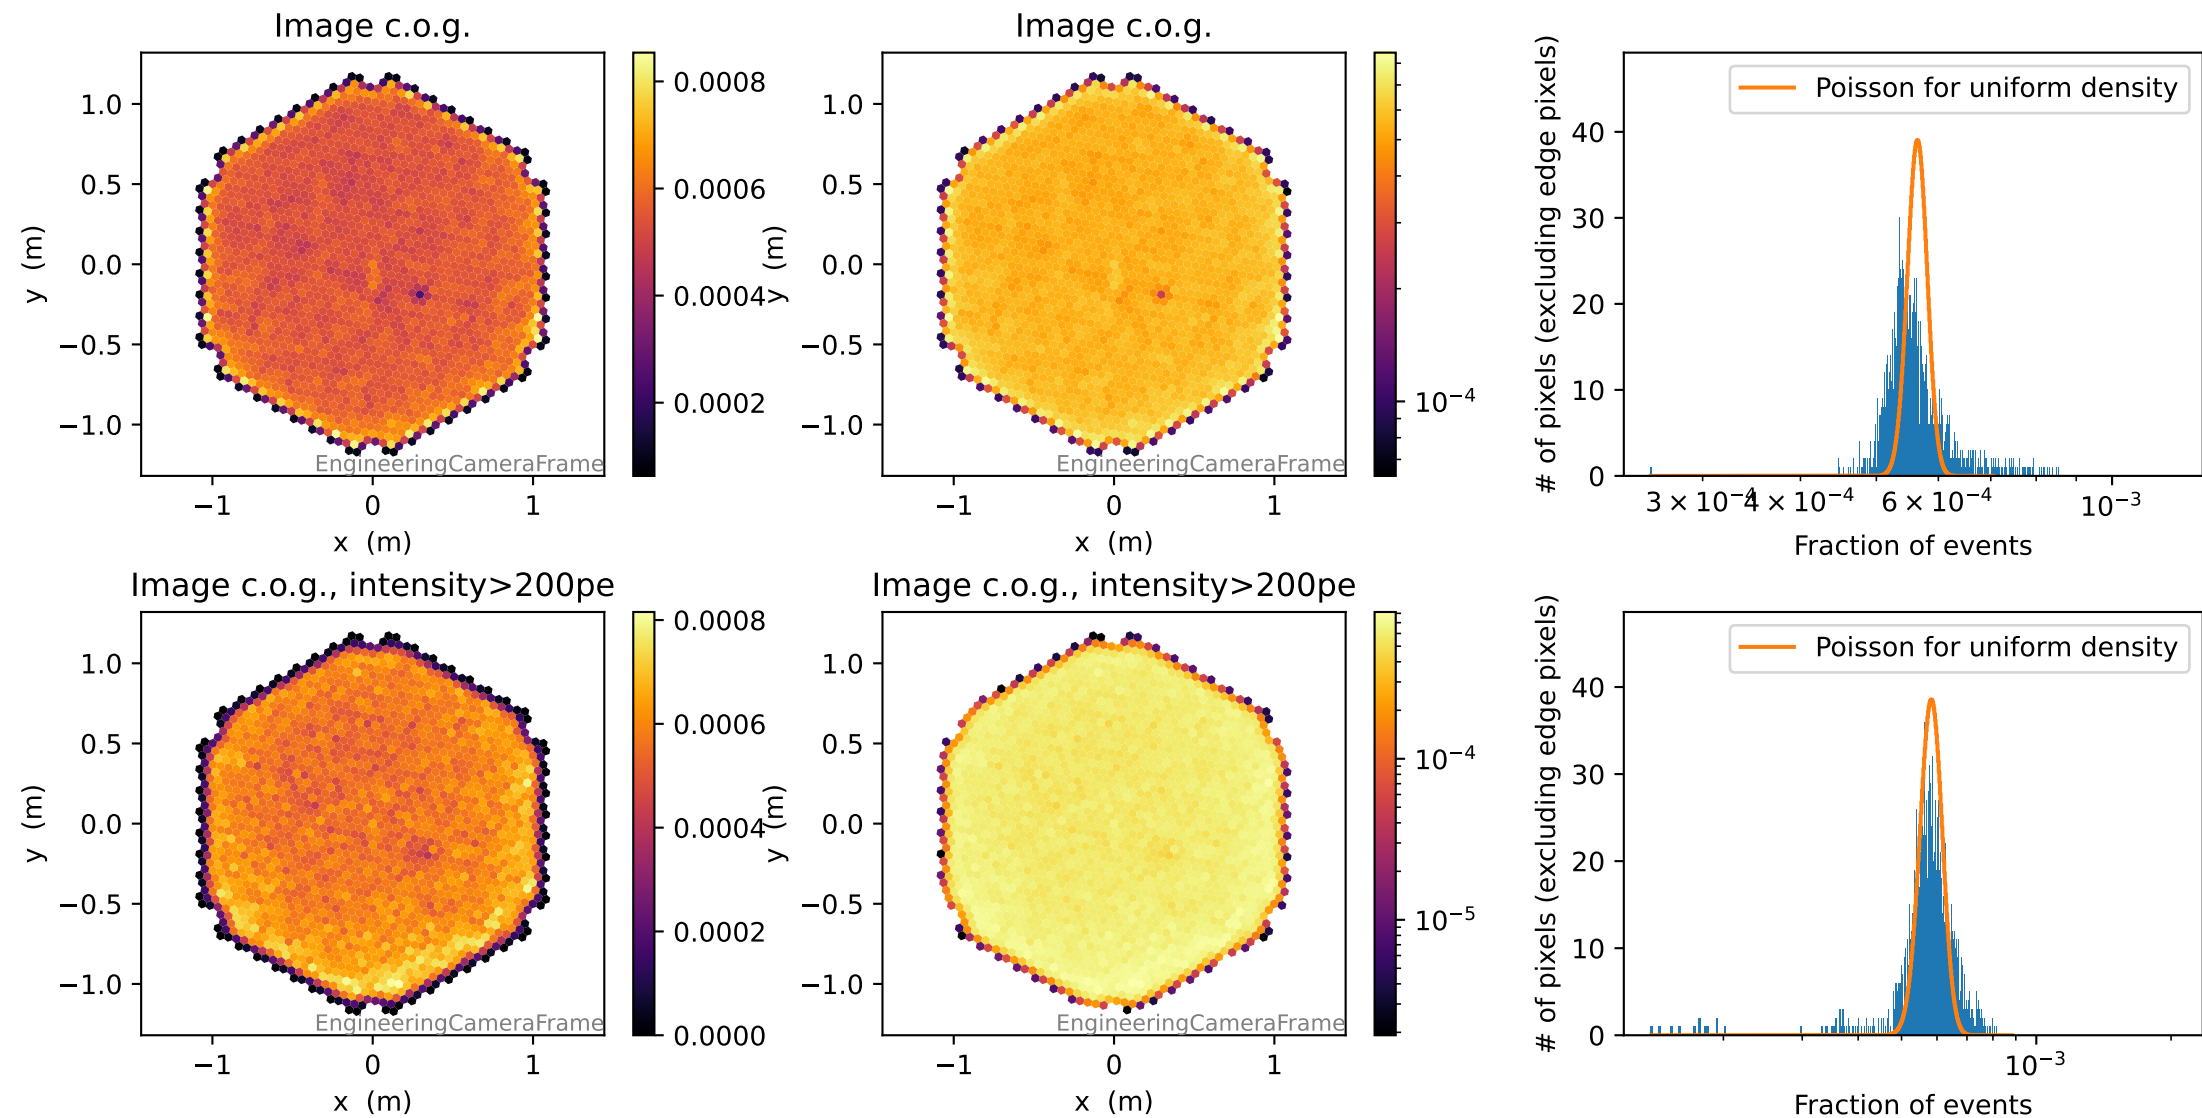 Image c.o.g.
1.0
0.5
0.0
−0.5
−1.0
y (m)
EngineeringCameraFrame
−1 0 1
x (m)
0.0008
0.0006
0.0004
0.0002
Image c.o.g.
1.0
0.5
0.0
−0.5
−1.0
y (m)
EngineeringCameraFrame
−1 0 1
x (m)
10⁻⁴
# of pixels (excluding edge pixels)
40
30
20
10
0
Poisson for uniform density
3 × 10⁻⁴ 4 × 10⁻⁴ 6 × 10⁻⁴ 10⁻³
Fraction of events
Image c.o.g., intensity>200pe
1.0
0.5
0.0
−0.5
−1.0
y (m)
EngineeringCameraFrame
−1 0 1
x (m)
0.0008
0.0006
0.0004
0.0002
0.0000
Image c.o.g., intensity>200pe
1.0
0.5
0.0
−0.5
−1.0
y (m)
EngineeringCameraFrame
−1 0 1
x (m)
10⁻⁴
10⁻⁵
# of pixels (excluding edge pixels)
40
30
20
10
0
Poisson for uniform density
10⁻³
Fraction of events